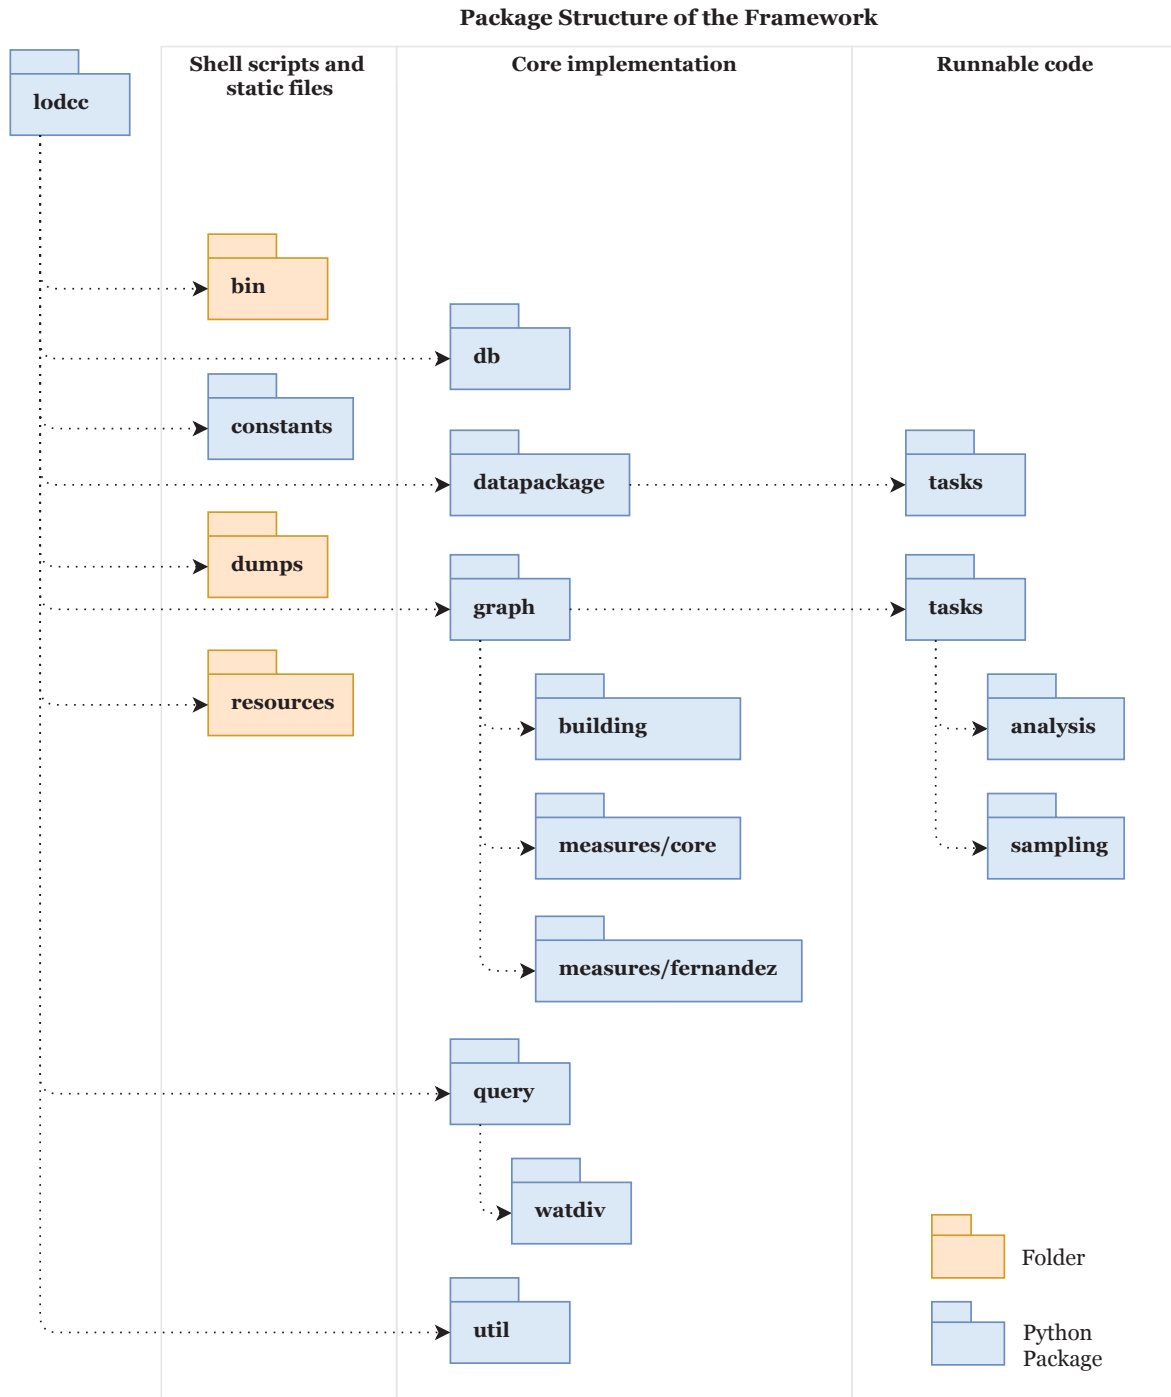 Package Structure of the Framework
Shell scripts and
static files
Core implementation
Runnable code
lodcc
bin
db
constants
datapackage
tasks
dumps
graph
tasks
resources
building
analysis
measures/core
sampling
measures/fernandez
query
watdiv
util
Folder
Python
Package